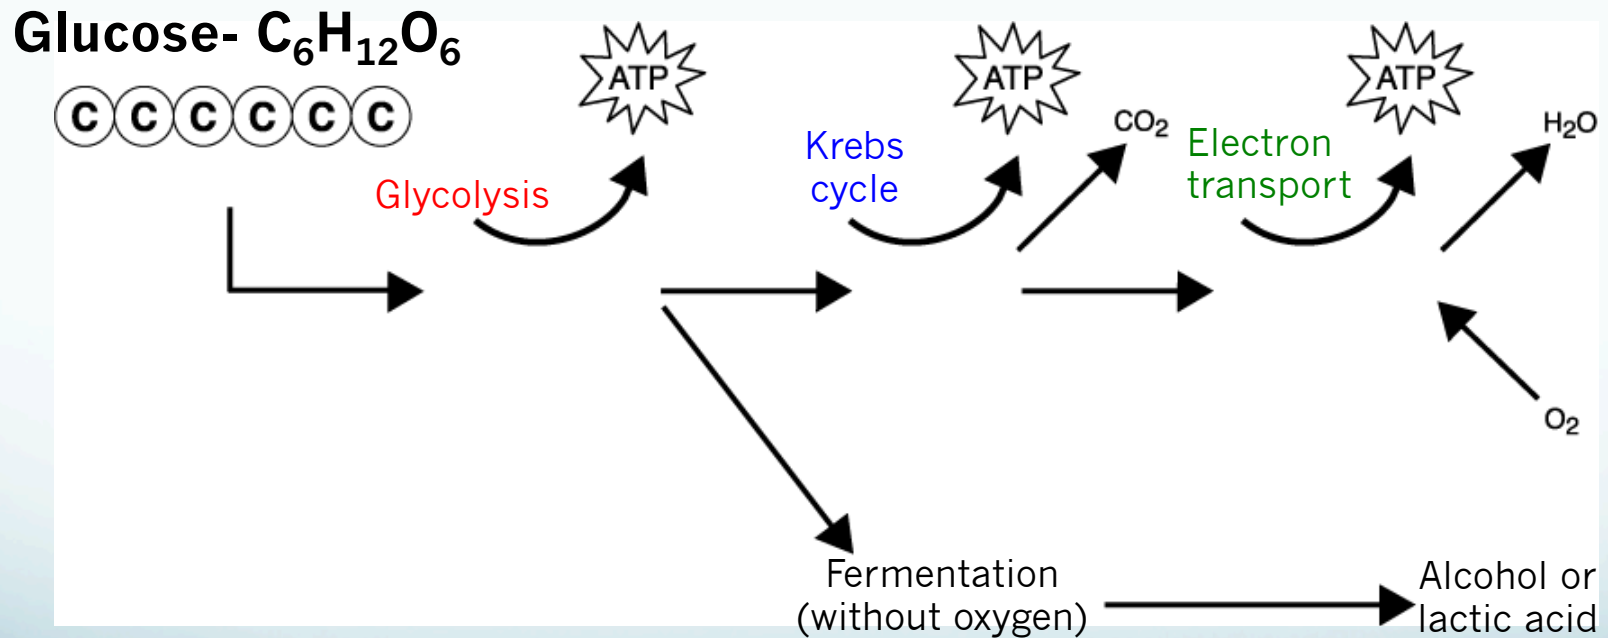 Glucose- C₆H₁₂O₆
C C C C C C
ATP
ATP
ATP
CO₂
H₂O
Glycolysis
Krebs
cycle
Electron
transport
O₂
Fermentation
(without oxygen)
Alcohol or
lactic acid